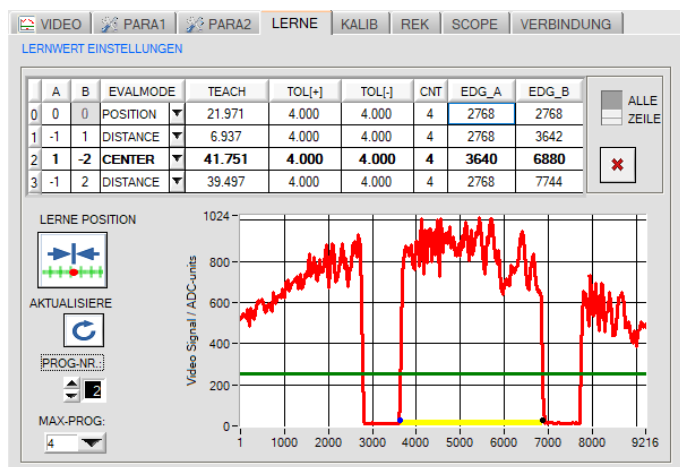 VIDEO PARA1 PARA2 LERNE KALIB REK SCOPE VERBINDUNG
LERNWERT EINSTELLUNGEN
A B EVALMODE TEACH TOL[+] TOL[-] CNT EDG_A EDG_B
0 0 0 POSITION 21.971 4.000 4.000 4 2768 2768
1 -1 1 DISTANCE 6.937 4.000 4.000 4 2768 3642
2 1 -2 CENTER 41.751 4.000 4.000 4 3640 6880
3 -1 2 DISTANCE 39.497 4.000 4.000 4 2768 7744
ALLE
ZEILE
LERNE POSITION
AKTUALISIERE
PROG-NR.:
2
MAX-PROG:
4
Video Signal / ADC-units
1024
800
600
400
200
0
1 1000 2000 3000 4000 5000 6000 7000 8000 9216